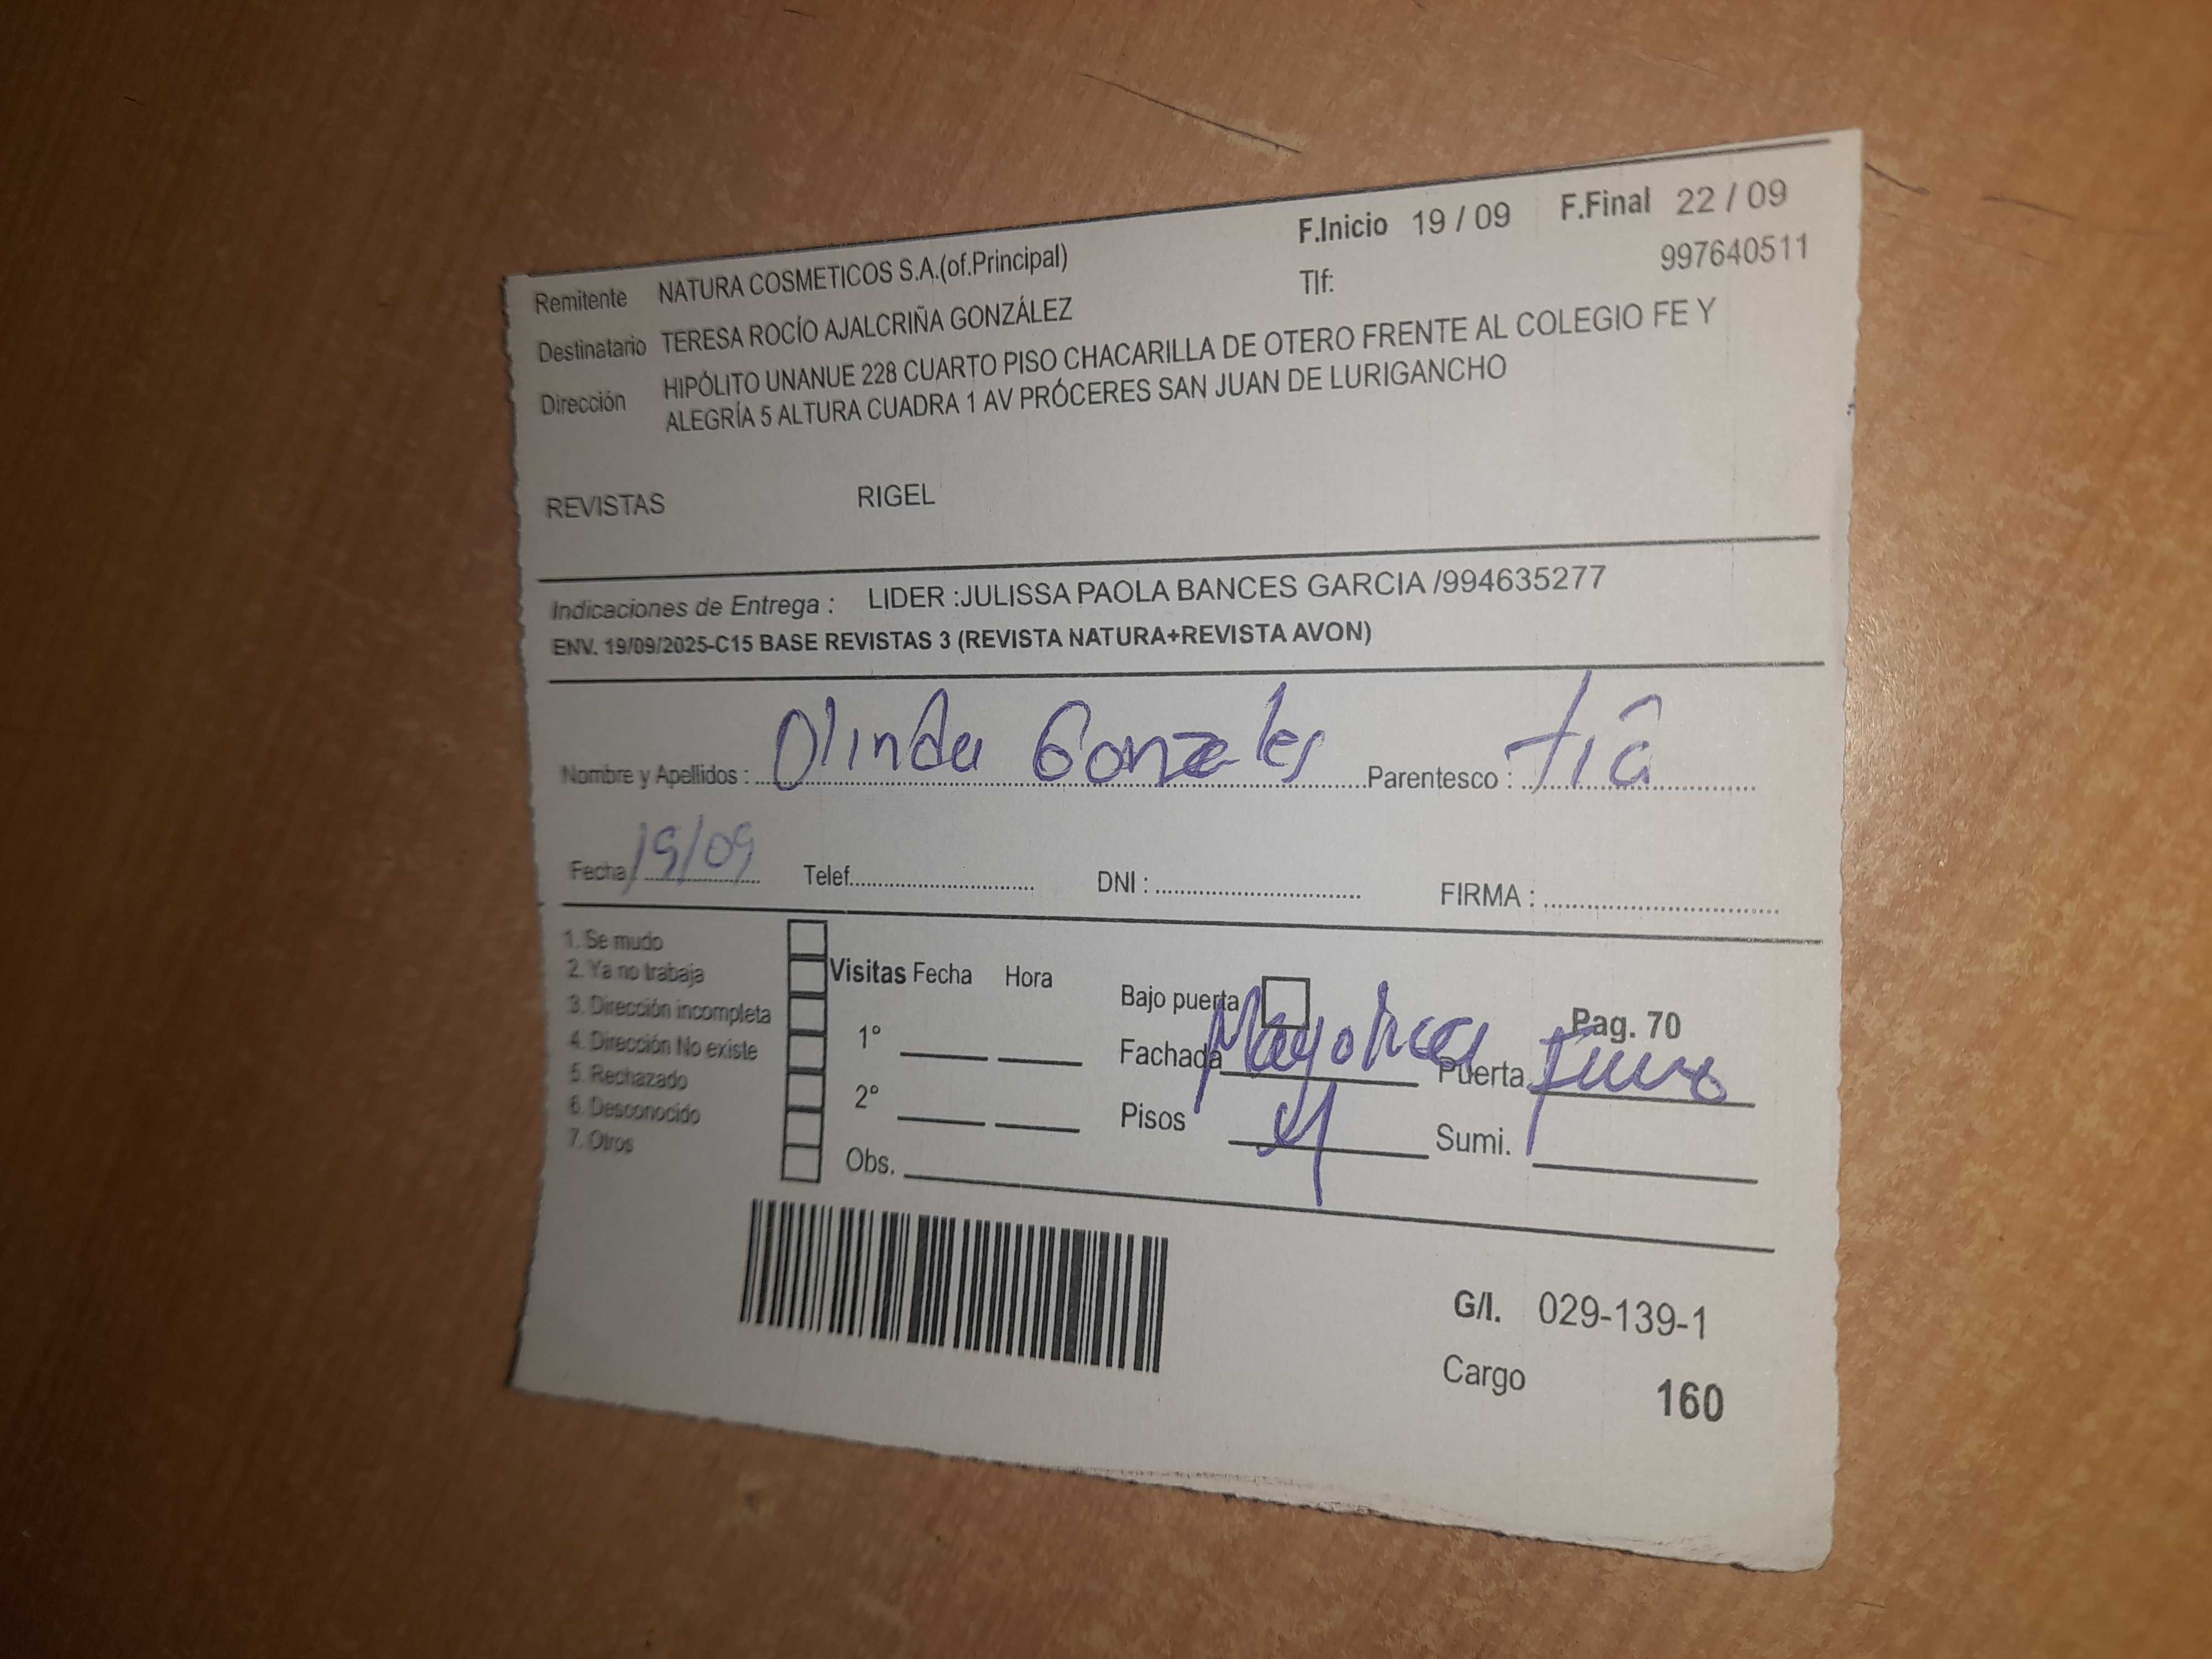 F.Inicio 19 / 09 F.Final 22 / 09
Remitente NATURA COSMETICOS S.A.(of.Principal) Tlf: 997640511
Destinatario TERESA ROCÍO AJALCRIÑA GONZÁLEZ
Dirección HIPÓLITO UNANUE 228 CUARTO PISO CHACARILLA DE OTERO FRENTE AL COLEGIO FE Y
ALEGRÍA 5 ALTURA CUADRA 1 AV PRÓCERES SAN JUAN DE LURIGANCHO
REVISTAS RIGEL
Indicaciones de Entrega : LIDER :JULISSA PAOLA BANCES GARCIA /994635277
ENV. 19/09/2025-C15 BASE REVISTAS 3 (REVISTA NATURA+REVISTA AVON)
Nombre y Apellidos : Olinda Gonzales Parentesco : tia
Fecha 19/09 Telef. DNI : FIRMA :
1. Se mudo
2. Ya no trabaja
3. Dirección incompleta
4. Dirección No existe
5. Rechazado
6. Desconocido
7. Otros
Visitas Fecha Hora
1°
2°
Obs.
Bajo puerta Pag. 70
Fachada Puerta
Pisos 4 Sumi.
G/I. 029-139-1
Cargo 160